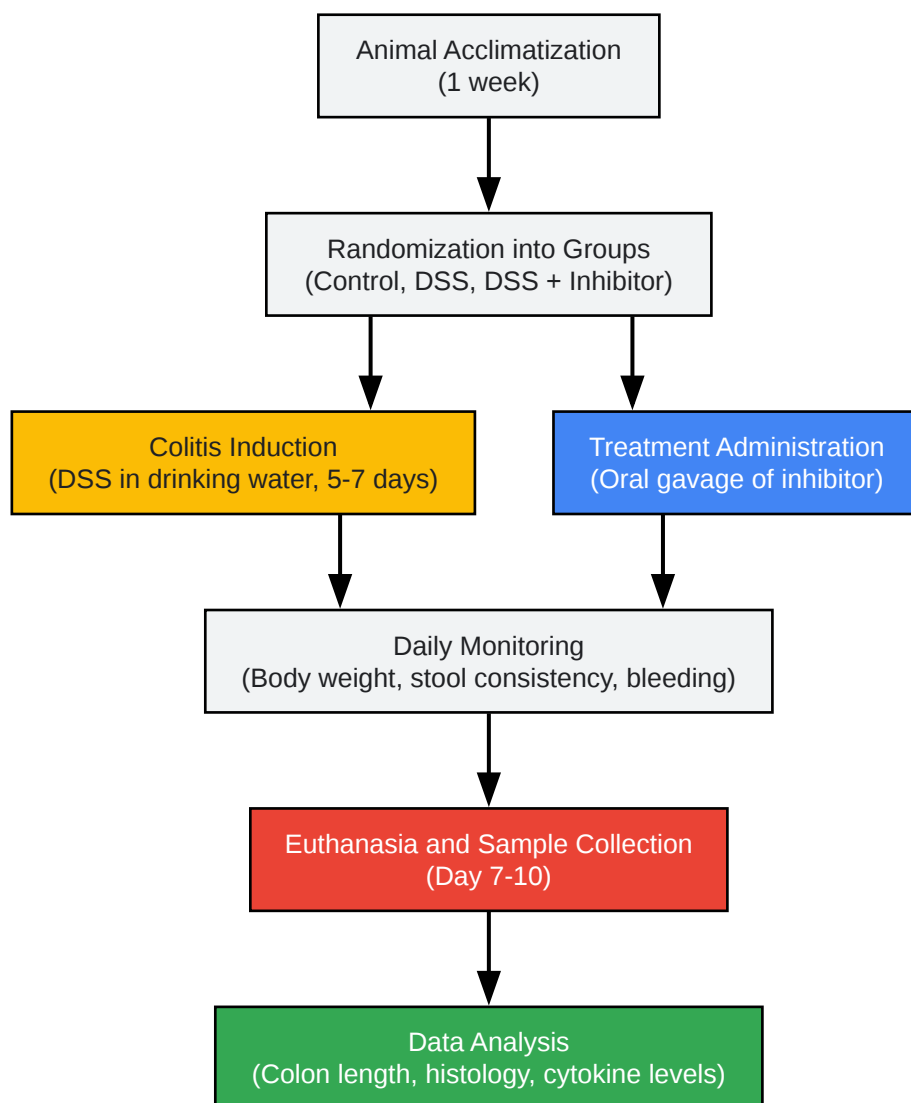 Animal Acclimatization
(1 week)
Randomization into Groups
(Control, DSS, DSS + Inhibitor)
Colitis Induction
(DSS in drinking water, 5-7 days)
Treatment Administration
(Oral gavage of inhibitor)
Daily Monitoring
(Body weight, stool consistency, bleeding)
Euthanasia and Sample Collection
(Day 7-10)
Data Analysis
(Colon length, histology, cytokine levels)